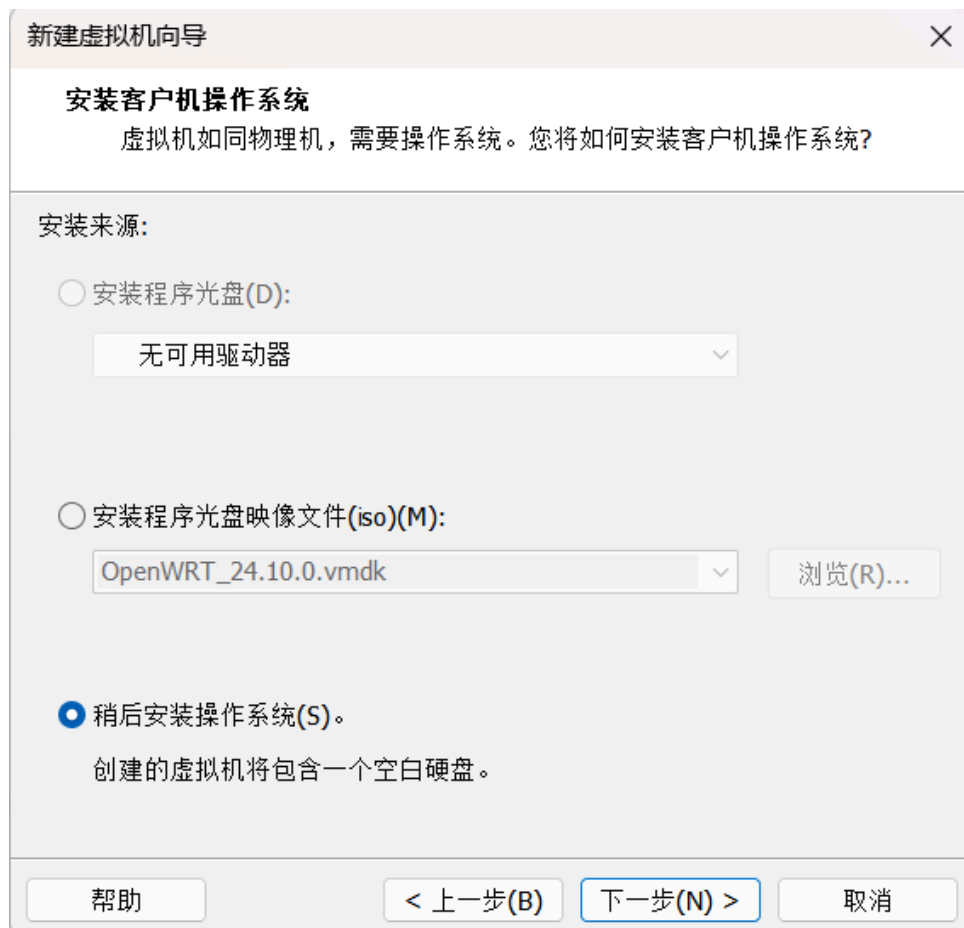 新建虚拟机向导
安装客户机操作系统
虚拟机如同物理机，需要操作系统。您将如何安装客户机操作系统?
安装来源:
安装程序光盘(D):
无可用驱动器
安装程序光盘映像文件(iso)(M):
OpenWRT_24.10.0.vmdk
浏览(R)...
稍后安装操作系统(S)。
创建的虚拟机将包含一个空白硬盘。
帮助
< 上一步(B)
下一步(N) >
取消